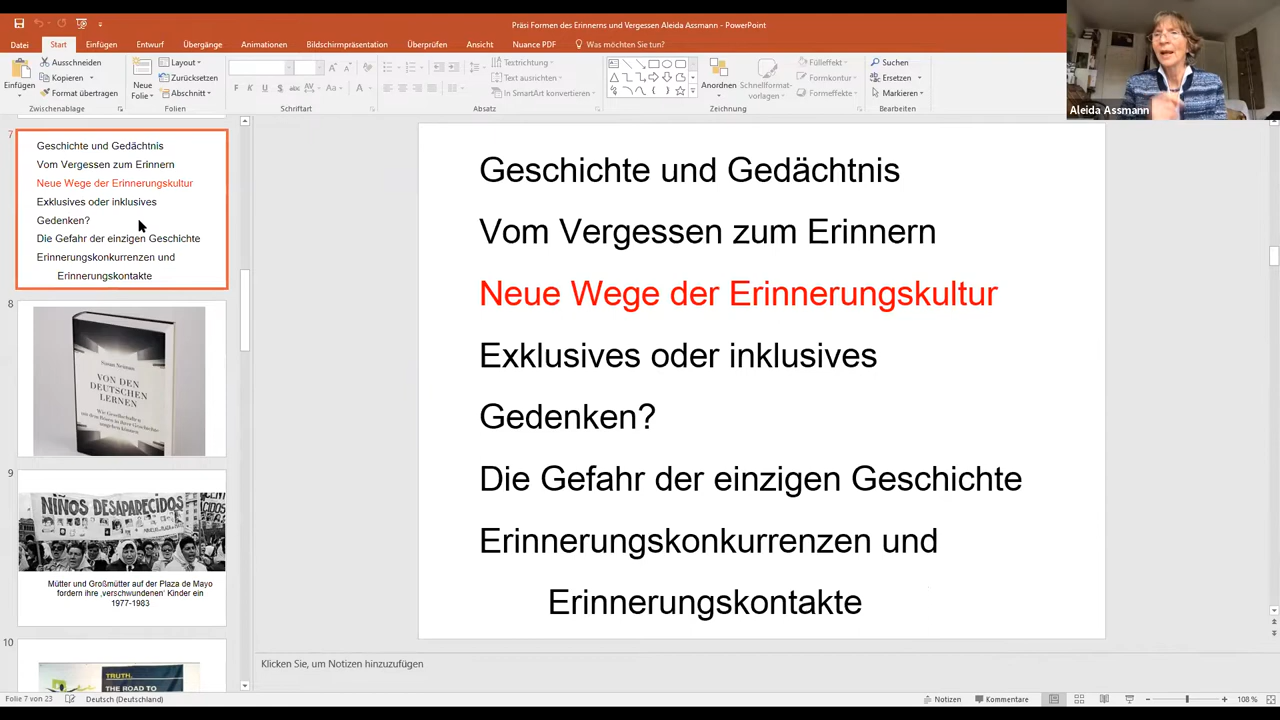 Präsi Formen des Erinnerns und Vergessen Aleida Assmann - PowerPoint
Datei Start Einfügen Entwurf Übergänge Animationen Bildschirmpräsentation Überprüfen Ansicht Nuance PDF Was möchten Sie tun?
Einfügen
Ausschneiden
Kopieren
Format übertragen
Zwischenablage
Neue
Folie
Layout
Zurücksetzen
Abschnitt
Folien
Schriftart
Textrichtung
Text ausrichten
In SmartArt konvertieren
Absatz
Anordnen
Schnellformat-
vorlagen
Fülleffekt
Formkontur
Formeffekte
Zeichnung
Suchen
Ersetzen
Markieren
Bearbeiten
Aleida Assmann
7
Geschichte und Gedächtnis
Vom Vergessen zum Erinnern
Neue Wege der Erinnerungskultur
Exklusives oder inklusives
Gedenken?
Die Gefahr der einzigen Geschichte
Erinnerungskonkurrenzen und
Erinnerungskontakte
8
VON DEN
DEUTSCHEN
LERNEN
9
NIÑOS DESAPARECIDOS
Mütter und Großmütter auf der Plaza de Mayo
fordern ihre ‚verschwundenen' Kinder ein
1977-1983
10
TRUTH.
THE ROAD TO
Geschichte und Gedächtnis
Vom Vergessen zum Erinnern
Neue Wege der Erinnerungskultur
Exklusives oder inklusives
Gedenken?
Die Gefahr der einzigen Geschichte
Erinnerungskonkurrenzen und
Erinnerungskontakte
Klicken Sie, um Notizen hinzuzufügen
Folie 7 von 23 Deutsch (Deutschland) Notizen Kommentare 108 %